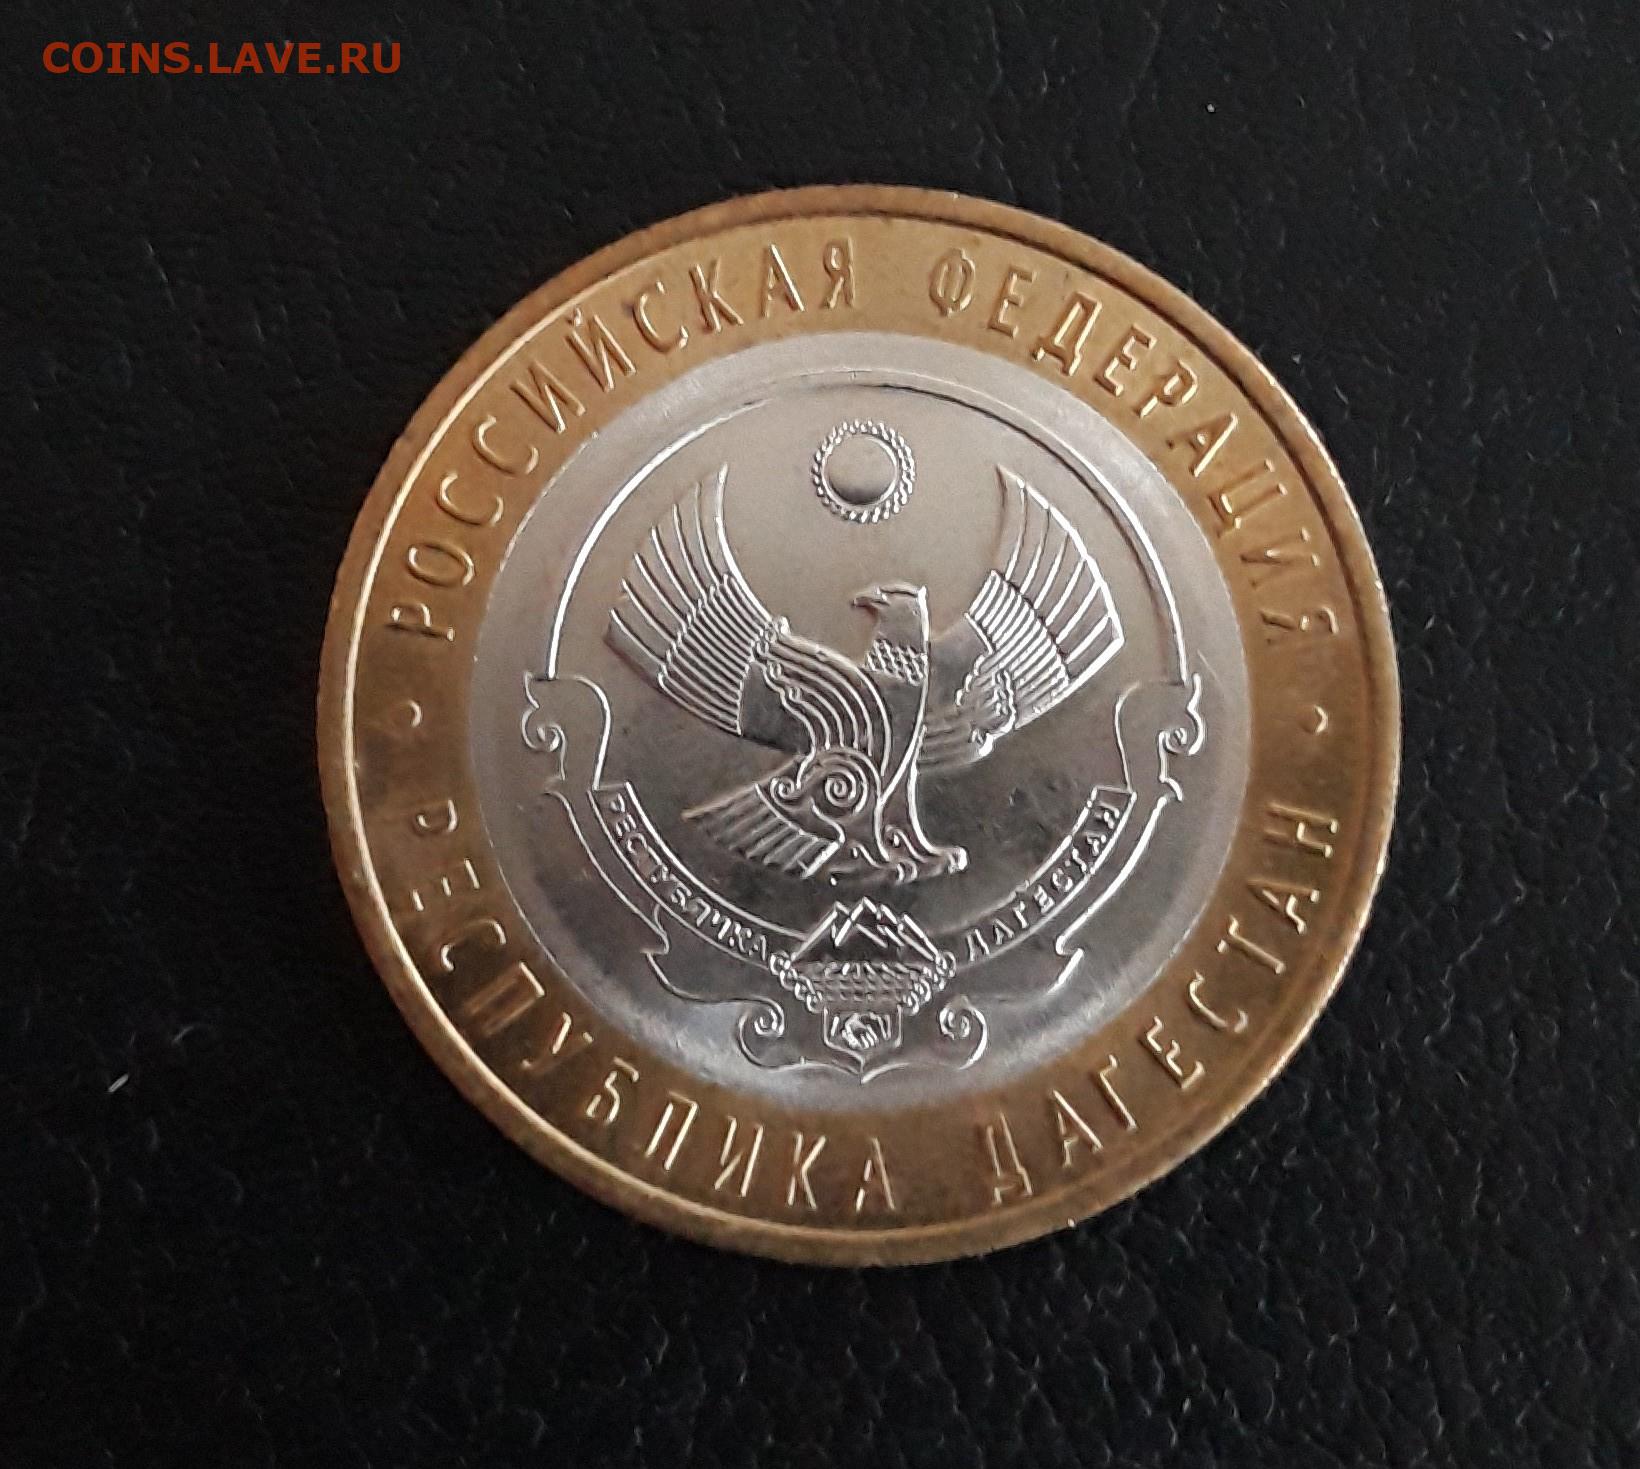 COINS.LAVE.RU
РОССИЙСКАЯ ФЕДЕРАЦИЯ
РЕСПУБЛИКА ДАГЕСТАН
• РЕСПУБЛИКА ДАГЕСТАН •